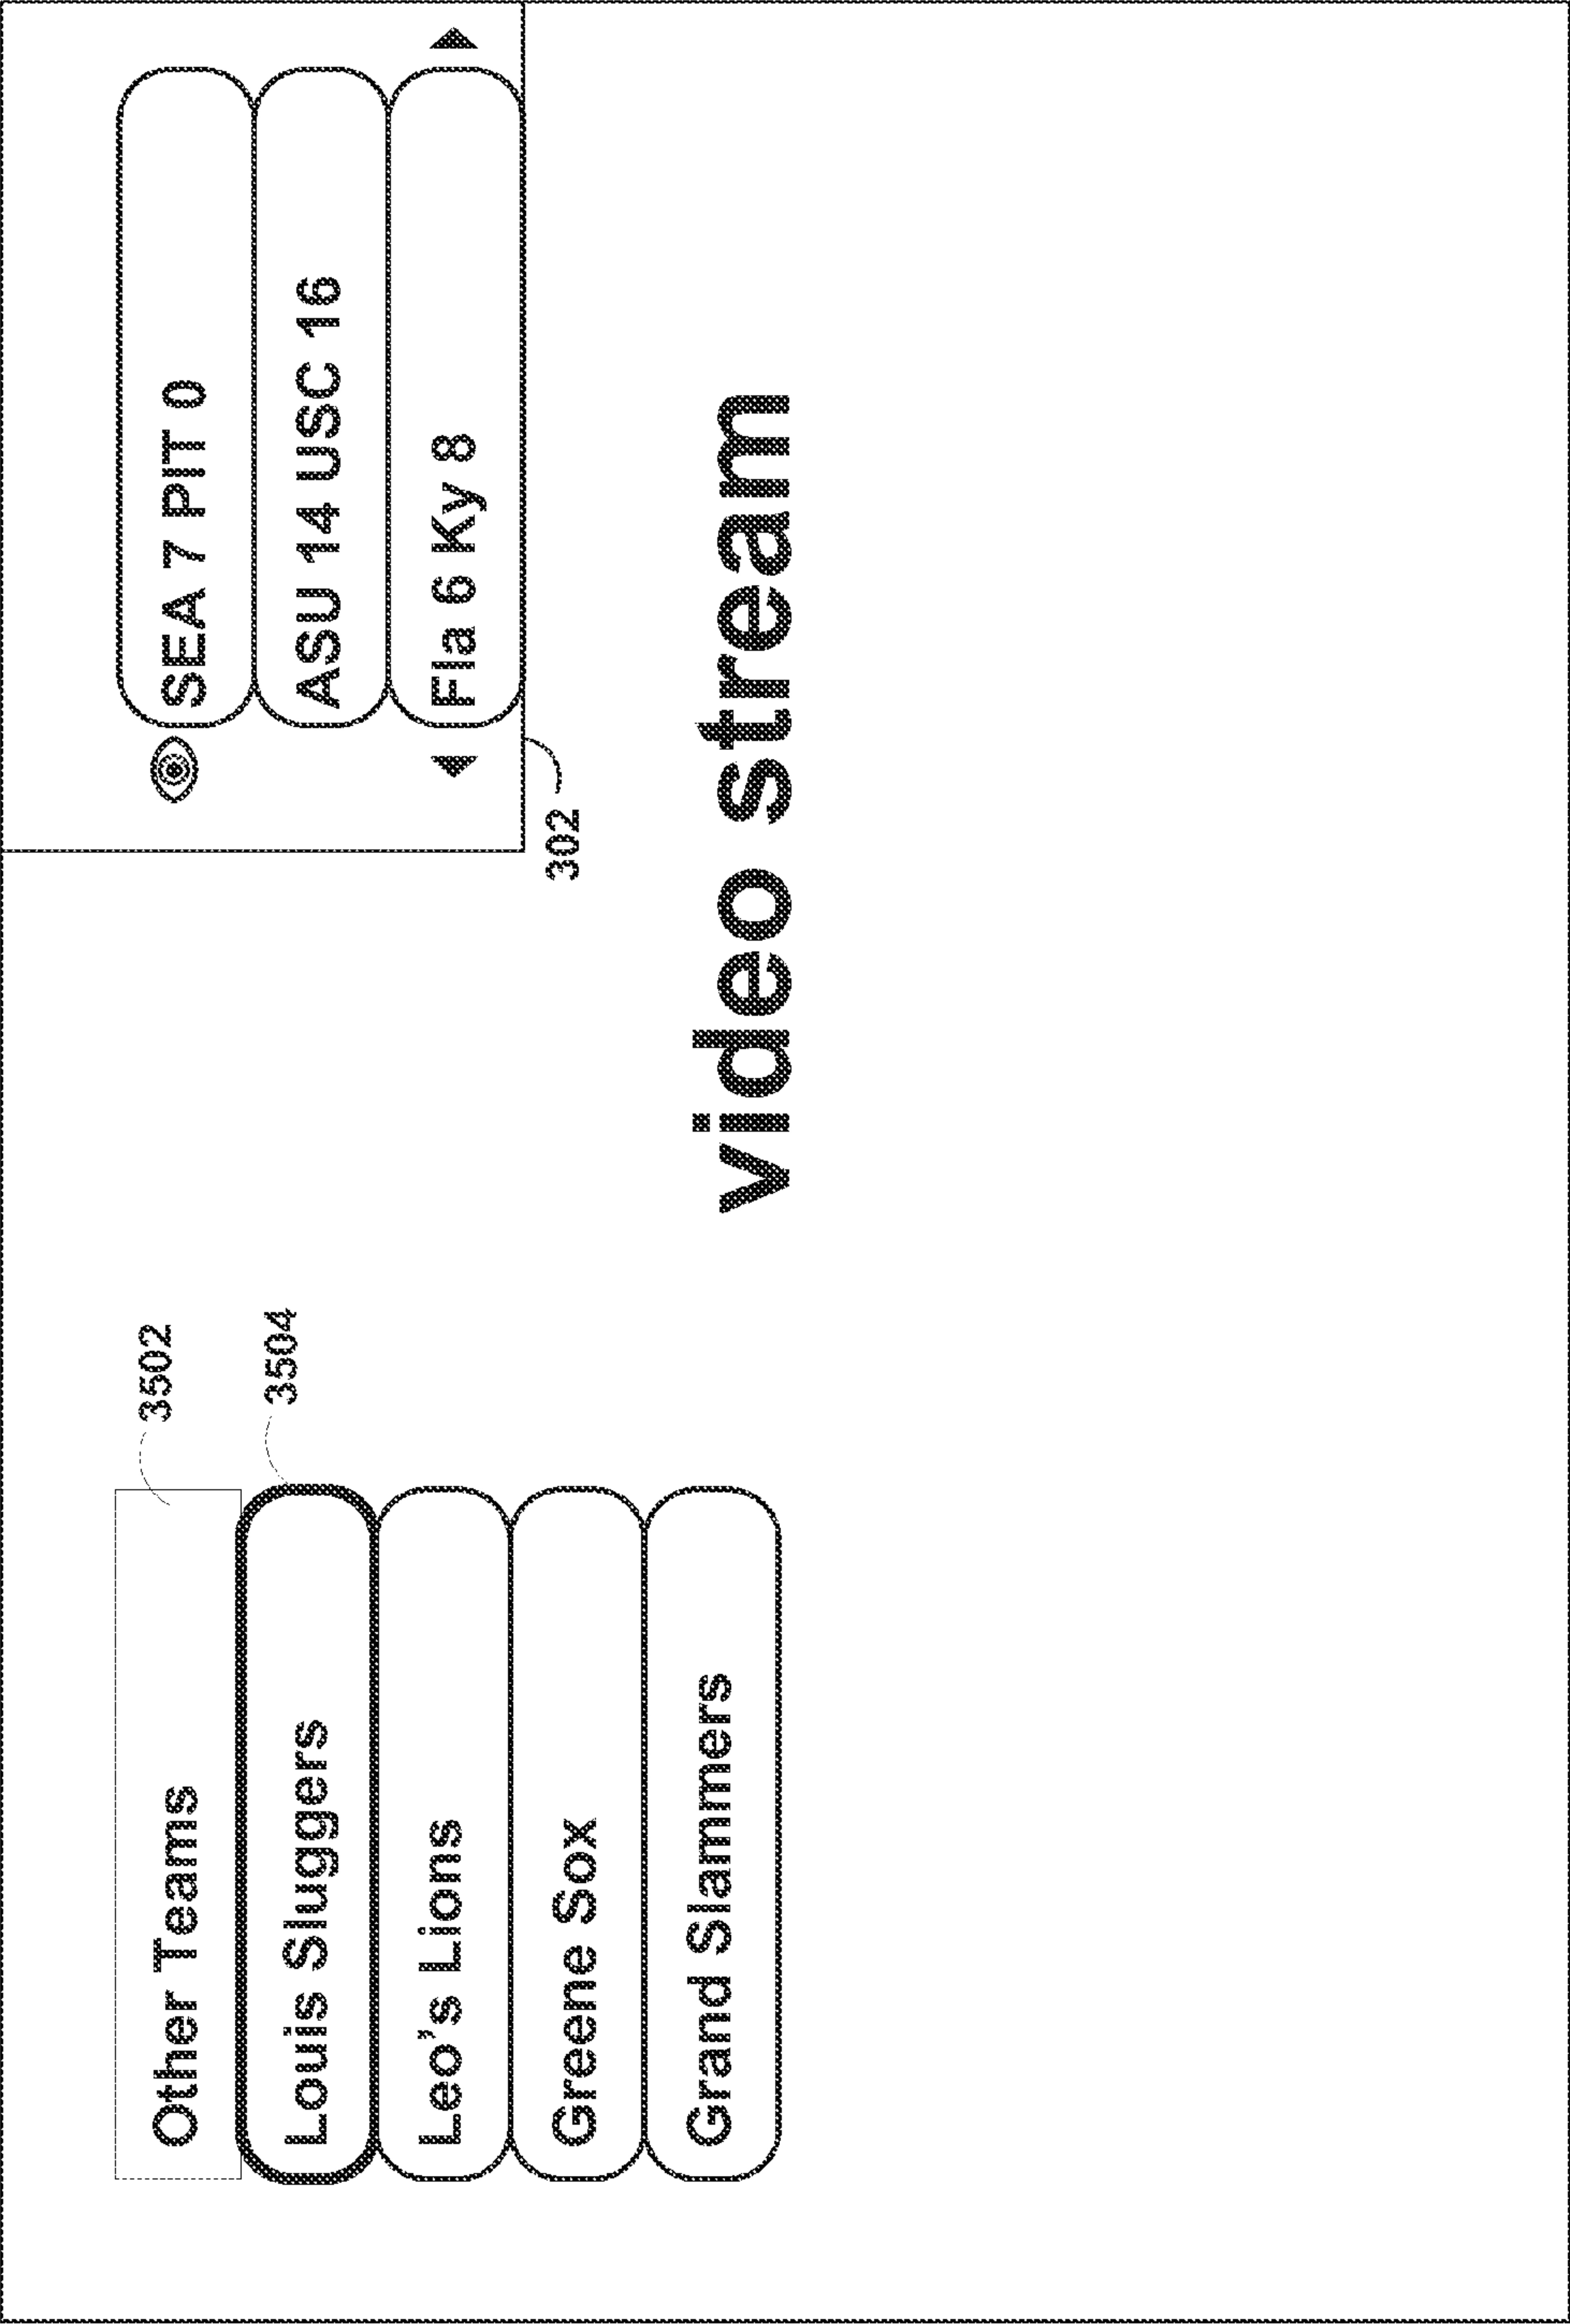 Other Teams
3502
Louis Sluggers
3504
Leo's Lions
Greene Sox
Grand Slammers
SEA 7 PIT 0
ASU 14 USC 16
Fla 6 Ky 8
302
video stream